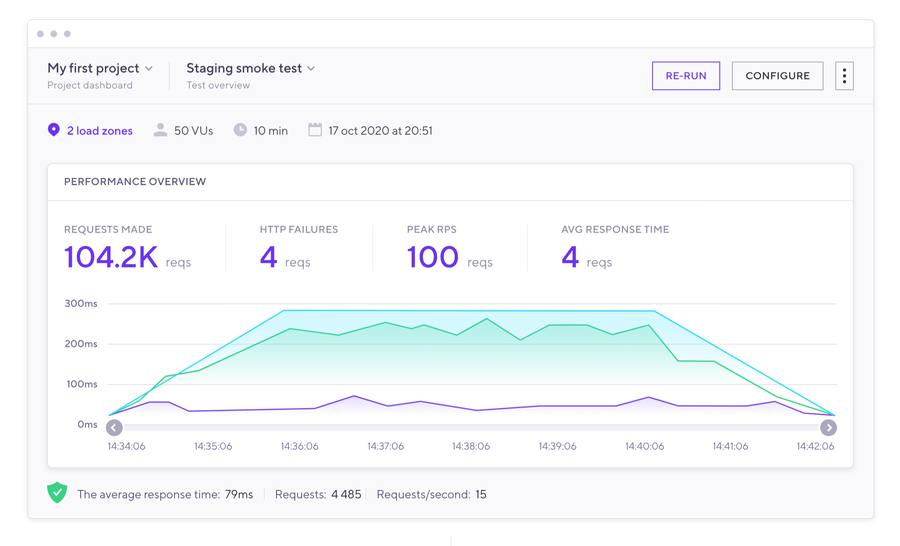 My first project
Project dashboard
Staging smoke test
Test overview
RE-RUN
CONFIGURE
2 load zones
50 VUs
10 min
17 oct 2020 at 20:51
PERFORMANCE OVERVIEW
REQUESTS MADE
104.2K reqs
HTTP FAILURES
4 reqs
PEAK RPS
100 reqs
AVG RESPONSE TIME
4 reqs
300ms
200ms
100ms
0ms
14:34:06 14:35:06 14:36:06 14:37:06 14:38:06 14:39:06 14:40:06 14:41:06 14:42:06
The average response time: 79ms
Requests: 4 485
Requests/second: 15